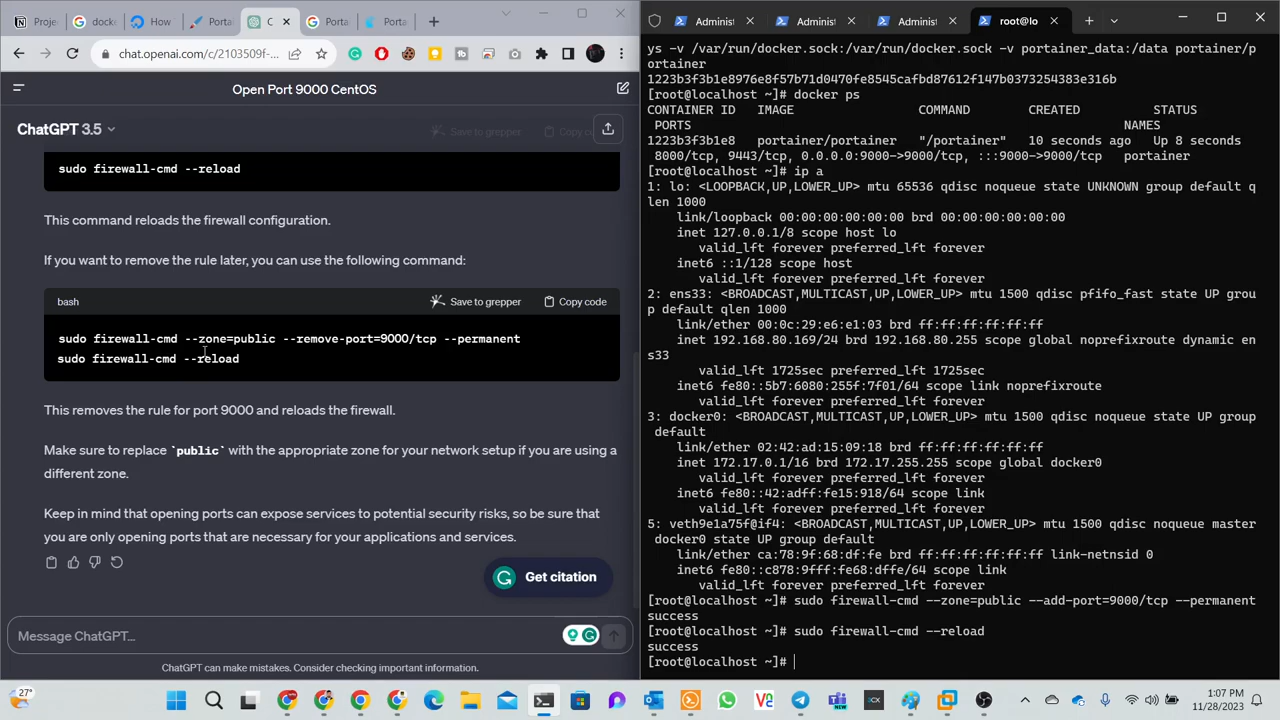 Proje
docke
How
Portai
C
Porta
Porta
Administ
Administ
Administ
root@lo
chat.openai.com/c/2103509f-
Open Port 9000 CentOS
ChatGPT 3.5
Save to grepper
Copy co
sudo firewall-cmd --reload
This command reloads the firewall configuration.
If you want to remove the rule later, you can use the following command:
bash
Save to grepper
Copy code
sudo firewall-cmd --zone=public --remove-port=9000/tcp --permanent
sudo firewall-cmd --reload
This removes the rule for port 9000 and reloads the firewall.
Make sure to replace `public` with the appropriate zone for your network setup if you are using a
different zone.
Keep in mind that opening ports can expose services to potential security risks, so be sure that
you are only opening ports that are necessary for your applications and services.
Get citation
Message ChatGPT...
ChatGPT can make mistakes. Consider checking important information.
ys -v /var/run/docker.sock:/var/run/docker.sock -v portainer_data:/data portainer/p
ortainer
1223b3f3b1e8976e8f57b71d0470fe8545cafbd87612f147b0373254383e316b
[root@localhost ~]# docker ps
CONTAINER ID   IMAGE                 COMMAND        CREATED          STATUS
 PORTS                                                       NAMES
1223b3f3b1e8   portainer/portainer   "/portainer"   10 seconds ago   Up 8 seconds
 8000/tcp, 9443/tcp, 0.0.0.0:9000->9000/tcp, :::9000->9000/tcp   portainer
[root@localhost ~]# ip a
1: lo: <LOOPBACK,UP,LOWER_UP> mtu 65536 qdisc noqueue state UNKNOWN group default q
len 1000
link/loopback 00:00:00:00:00:00 brd 00:00:00:00:00:00
inet 127.0.0.1/8 scope host lo
valid_lft forever preferred_lft forever
inet6 ::1/128 scope host
valid_lft forever preferred_lft forever
2: ens33: <BROADCAST,MULTICAST,UP,LOWER_UP> mtu 1500 qdisc pfifo_fast state UP grou
p default qlen 1000
link/ether 00:0c:29:e6:e1:03 brd ff:ff:ff:ff:ff:ff
inet 192.168.80.169/24 brd 192.168.80.255 scope global noprefixroute dynamic en
s33
valid_lft 1725sec preferred_lft 1725sec
inet6 fe80::5b7:6080:255f:7f01/64 scope link noprefixroute
valid_lft forever preferred_lft forever
3: docker0: <BROADCAST,MULTICAST,UP,LOWER_UP> mtu 1500 qdisc noqueue state UP group
default
link/ether 02:42:ad:15:09:18 brd ff:ff:ff:ff:ff:ff
inet 172.17.0.1/16 brd 172.17.255.255 scope global docker0
valid_lft forever preferred_lft forever
inet6 fe80::42:adff:fe15:918/64 scope link
valid_lft forever preferred_lft forever
5: veth9e1a75f@if4: <BROADCAST,MULTICAST,UP,LOWER_UP> mtu 1500 qdisc noqueue master
docker0 state UP group default
link/ether ca:78:9f:68:df:fe brd ff:ff:ff:ff:ff:ff link-netnsid 0
inet6 fe80::c878:9fff:fe68:dffe/64 scope link
valid_lft forever preferred_lft forever
[root@localhost ~]# sudo firewall-cmd --zone=public --add-port=9000/tcp --permanent
success
[root@localhost ~]# sudo firewall-cmd --reload
success
[root@localhost ~]#
27°
1:07 PM
11/28/2023